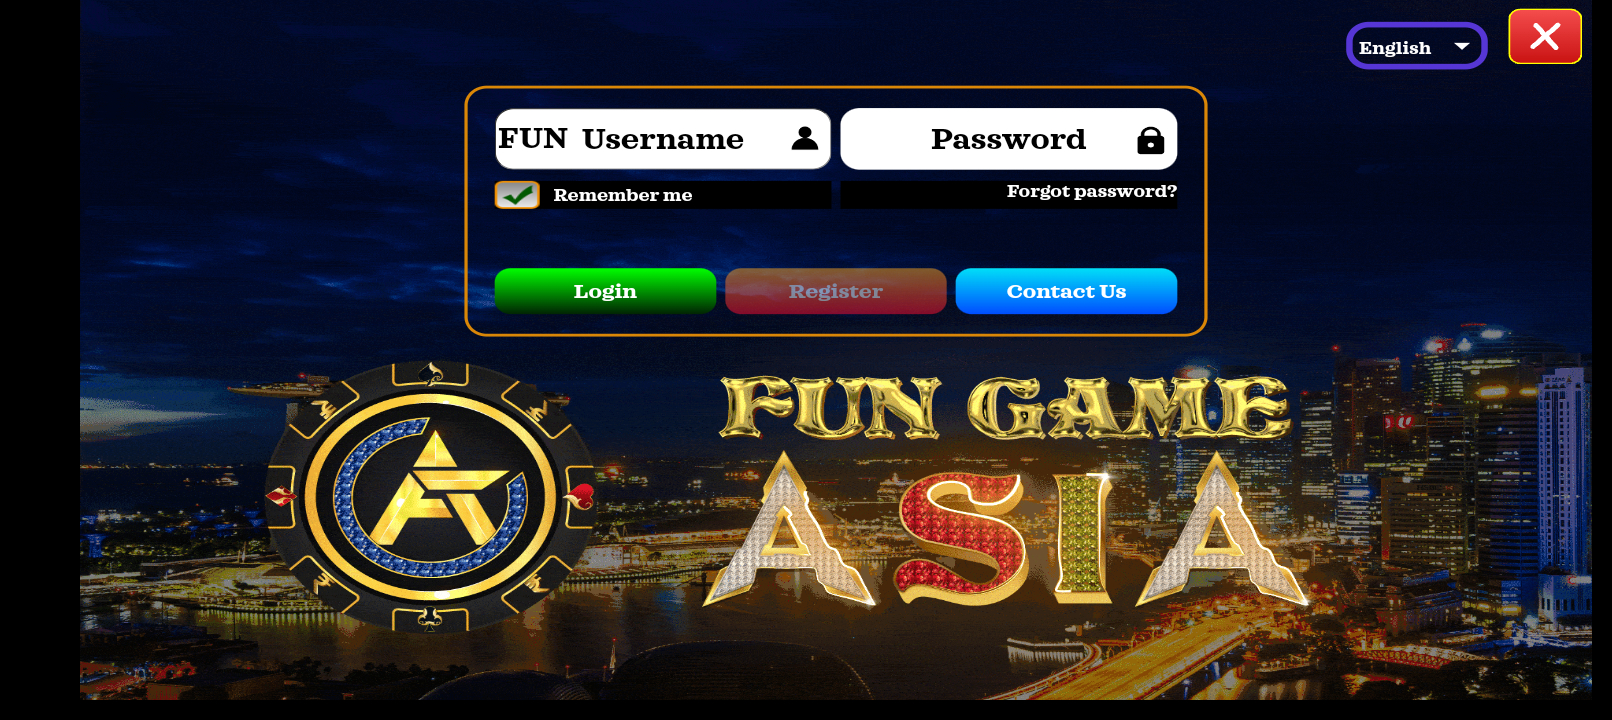 English
FUN Username
Password
Remember me
Forgot password?
Login
Register
Contact Us
FUN GAME
ASIA